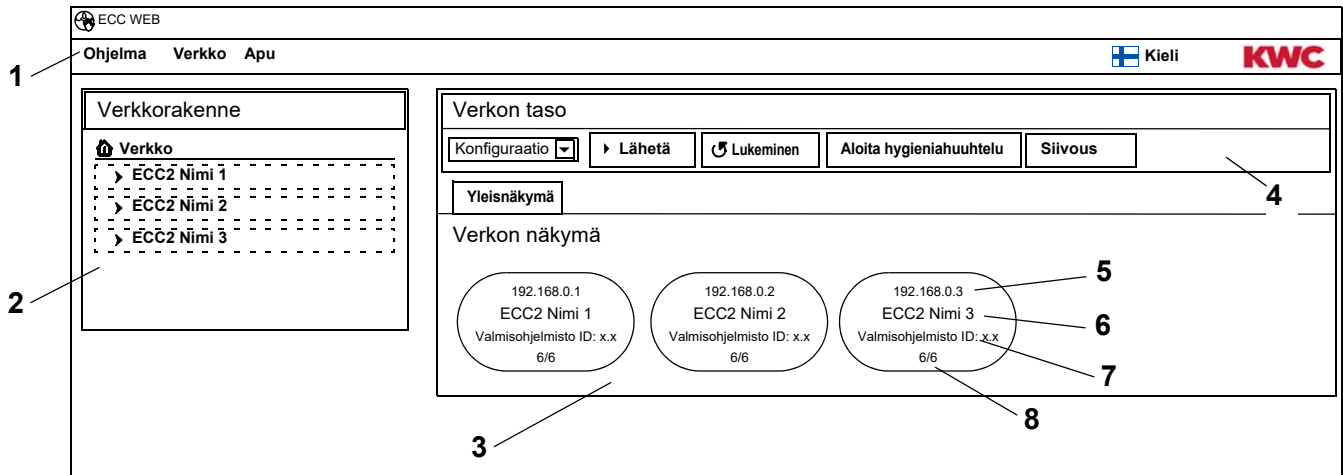 ECC WEB
Ohjelma Verkko Apu Kieli KWC
1
Verkkorakenne
Verkko
ECC2 Nimi 1
ECC2 Nimi 2
ECC2 Nimi 3
2
Verkon taso
Konfiguraatio Lähetä Lukeminen Aloita hygieniahuuhtelu Siivous
4
Yleisnäkymä
Verkon näkymä
192.168.0.1
ECC2 Nimi 1
Valmisohjelmisto ID: x.x
6/6
192.168.0.2
ECC2 Nimi 2
Valmisohjelmisto ID: x.x
6/6
192.168.0.3
ECC2 Nimi 3
Valmisohjelmisto ID: x.x
6/6
5
6
7
8
3